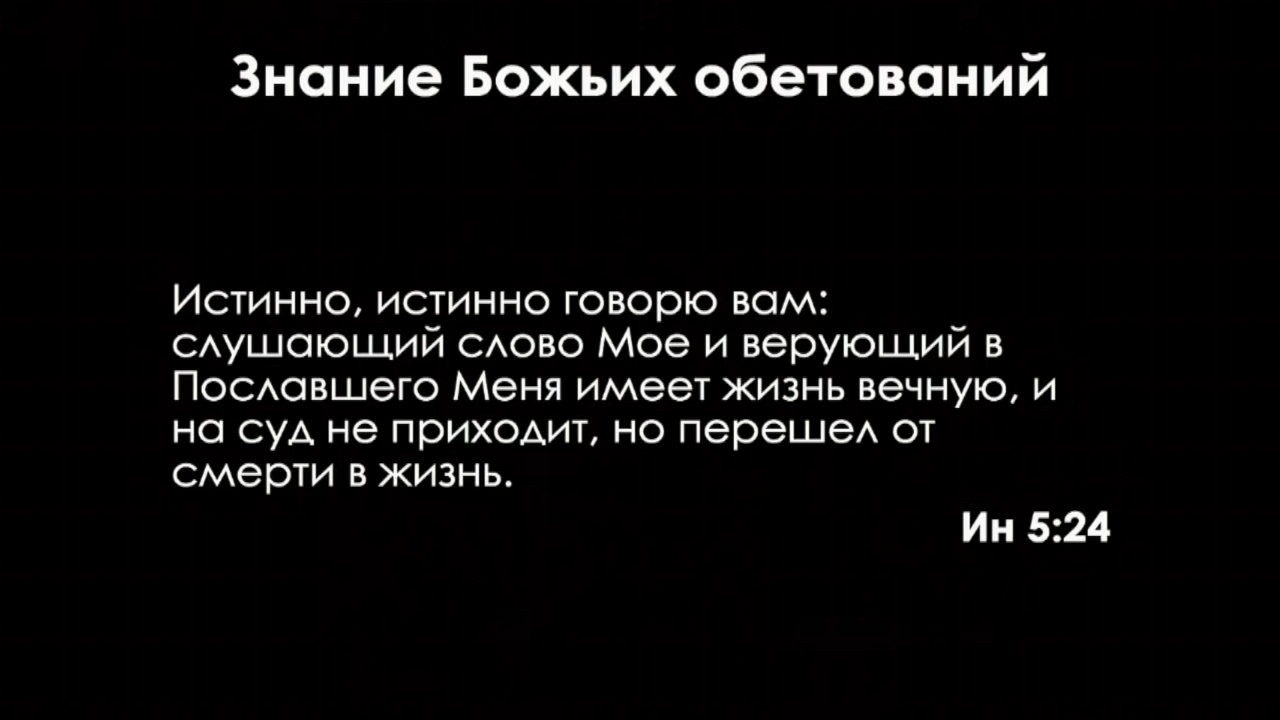 Знание Божьих обетований
Истинно, истинно говорю вам:
слушающий слово Мое и верующий в
Пославшего Меня имеет жизнь вечную, и
на суд не приходит, но перешел от
смерти в жизнь.
Ин 5:24